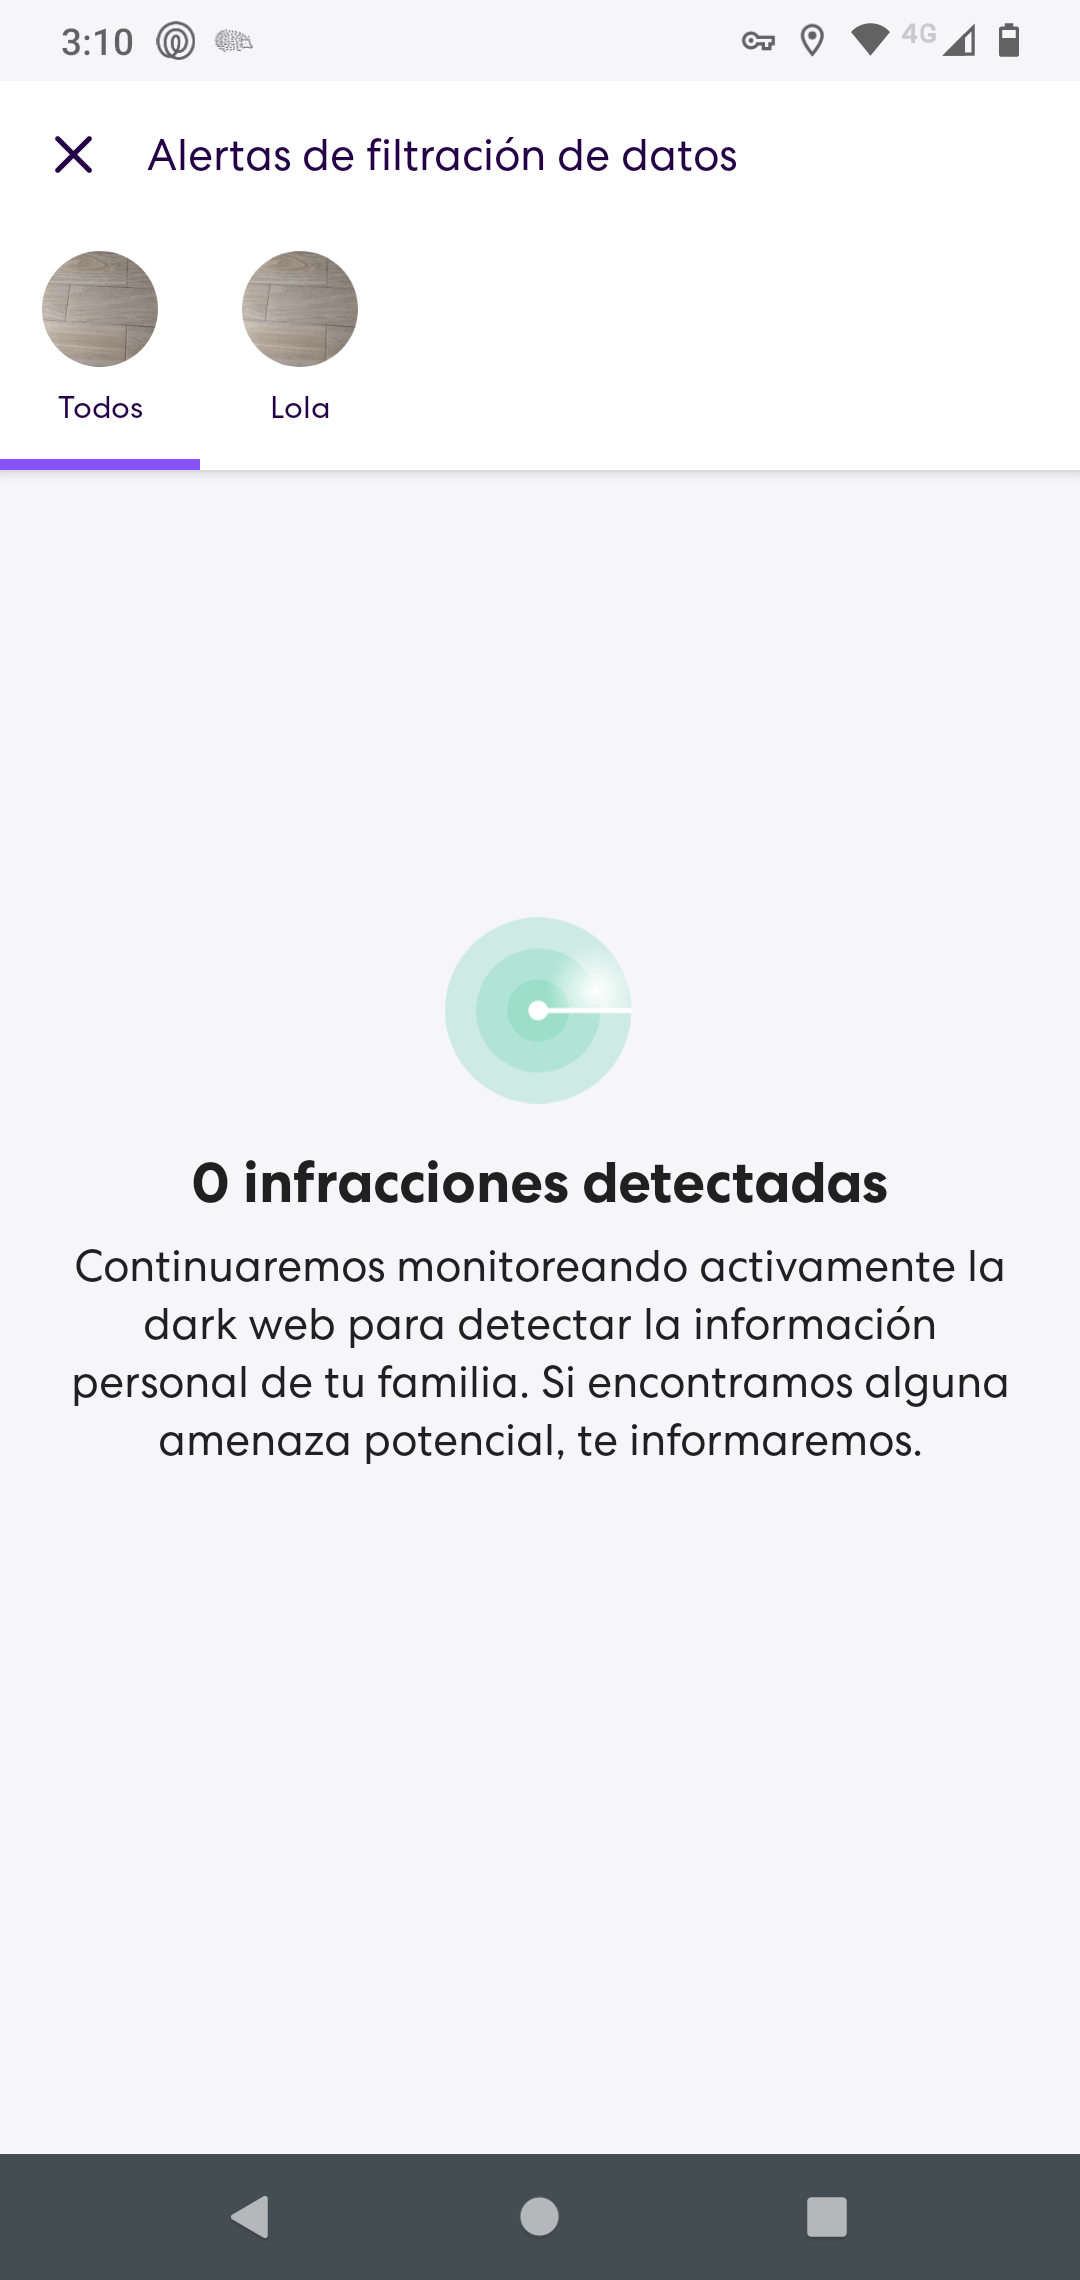 3:10
4G
Alertas de filtración de datos
Todos
Lola
0 infracciones detectadas
Continuaremos monitoreando activamente la
dark web para detectar la información
personal de tu familia. Si encontramos alguna
amenaza potencial, te informaremos.